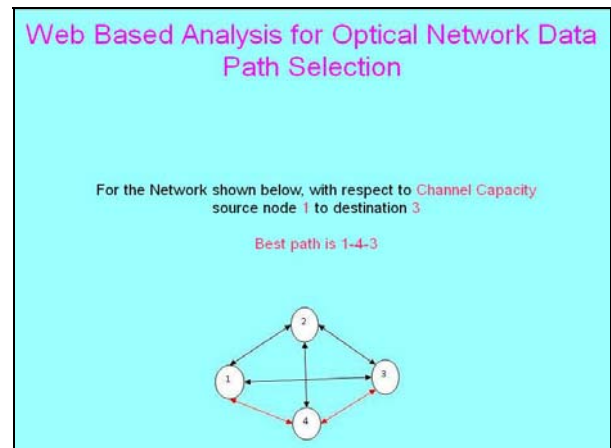 Web Based Analysis for Optical Network Data
Path Selection
For the Network shown below, with respect to Channel Capacity
source node 1 to destination 3
Best path is 1-4-3
2
1
3
4